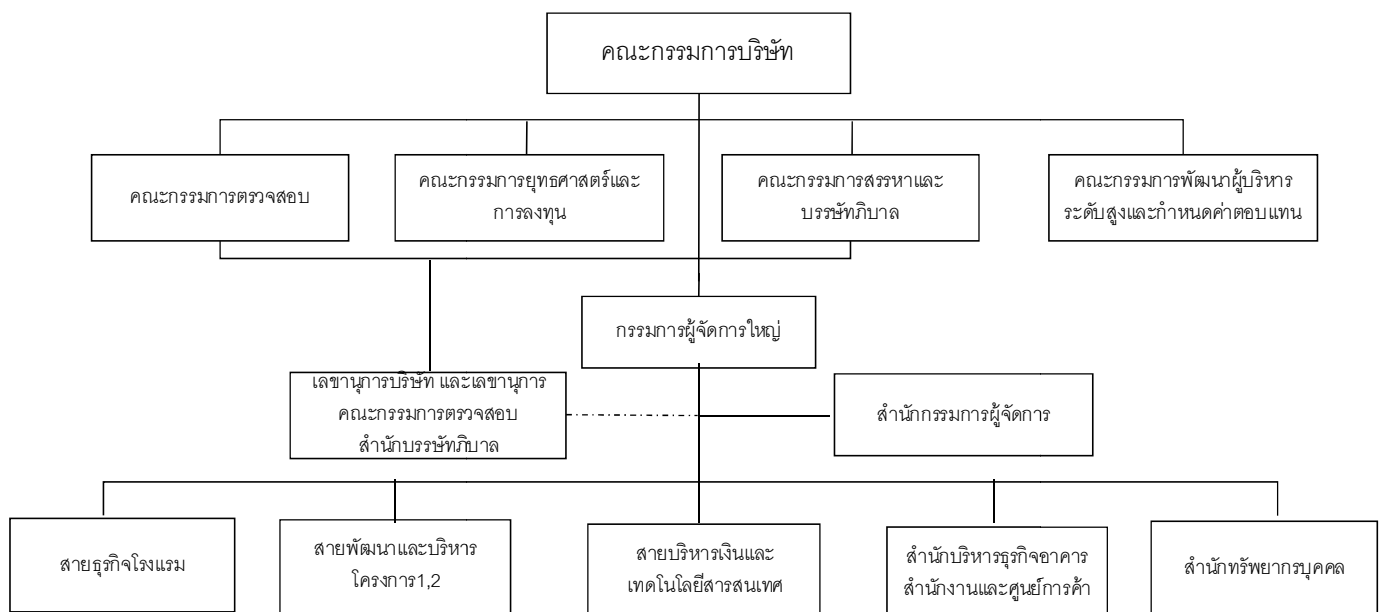 คณะกรรมการบริษัท
คณะกรรมการตรวจสอบ
คณะกรรมการยุทธศาสตร์และ
การลงทุน
คณะกรรมการสรรหาและ
บรรษัทภิบาล
คณะกรรมการพัฒนาผู้บริหาร
ระดับสูงและกำหนดค่าตอบแทน
กรรมการผู้จัดการใหญ่
เลขานุการบริษัท และเลขานุการ
คณะกรรมการตรวจสอบ
สำนักบรรษัทภิบาล
สำนักกรรมการผู้จัดการ
สายธุรกิจโรงแรม
สายพัฒนาและบริหาร
โครงการ1,2
สายบริหารเงินและ
เทคโนโลยีสารสนเทศ
สำนักบริหารธุรกิจอาคาร
สำนักงานและศูนย์การค้า
สำนักทรัพยากรบุคคล